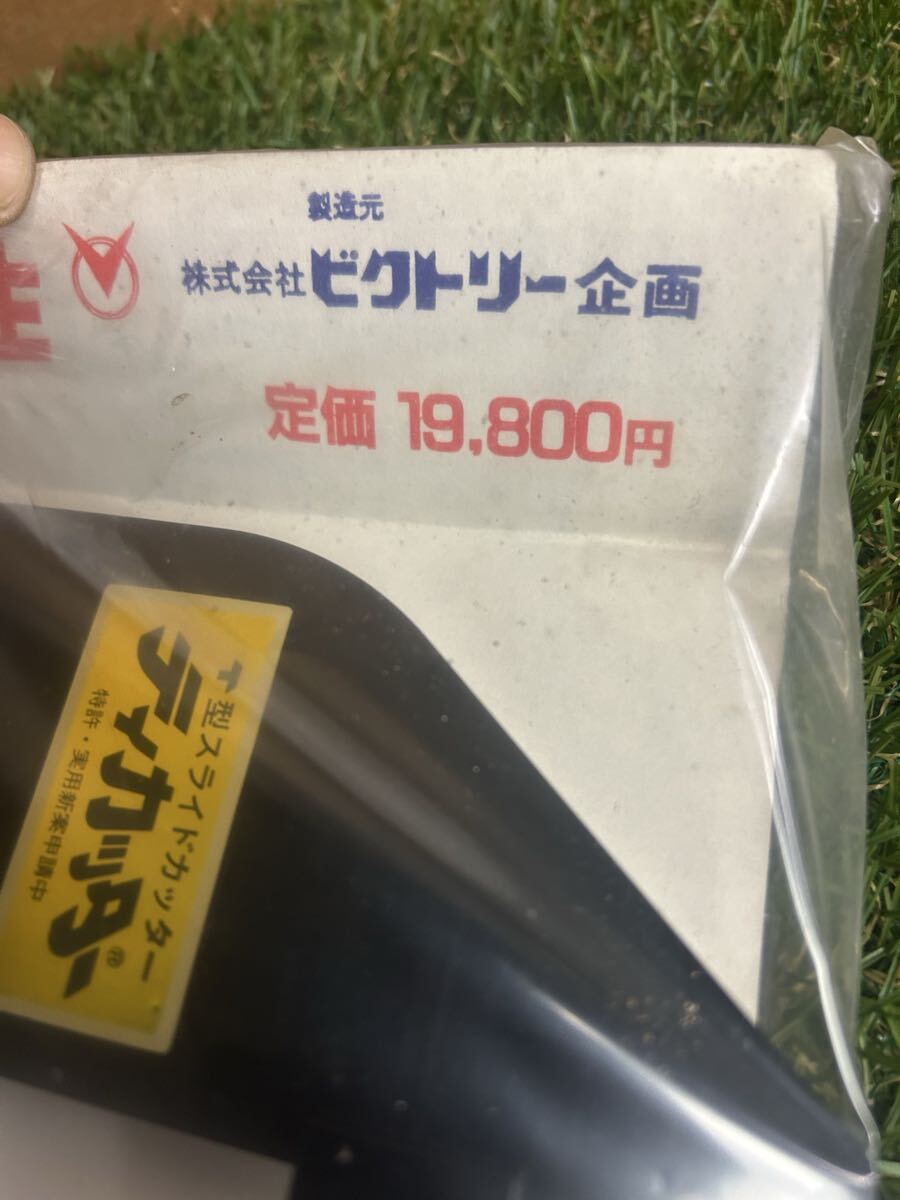 製造元
株式会社ビクトリー企画
定価 19,800円
T型スライドカッター
ティカッター®
特許・実用新案申請中